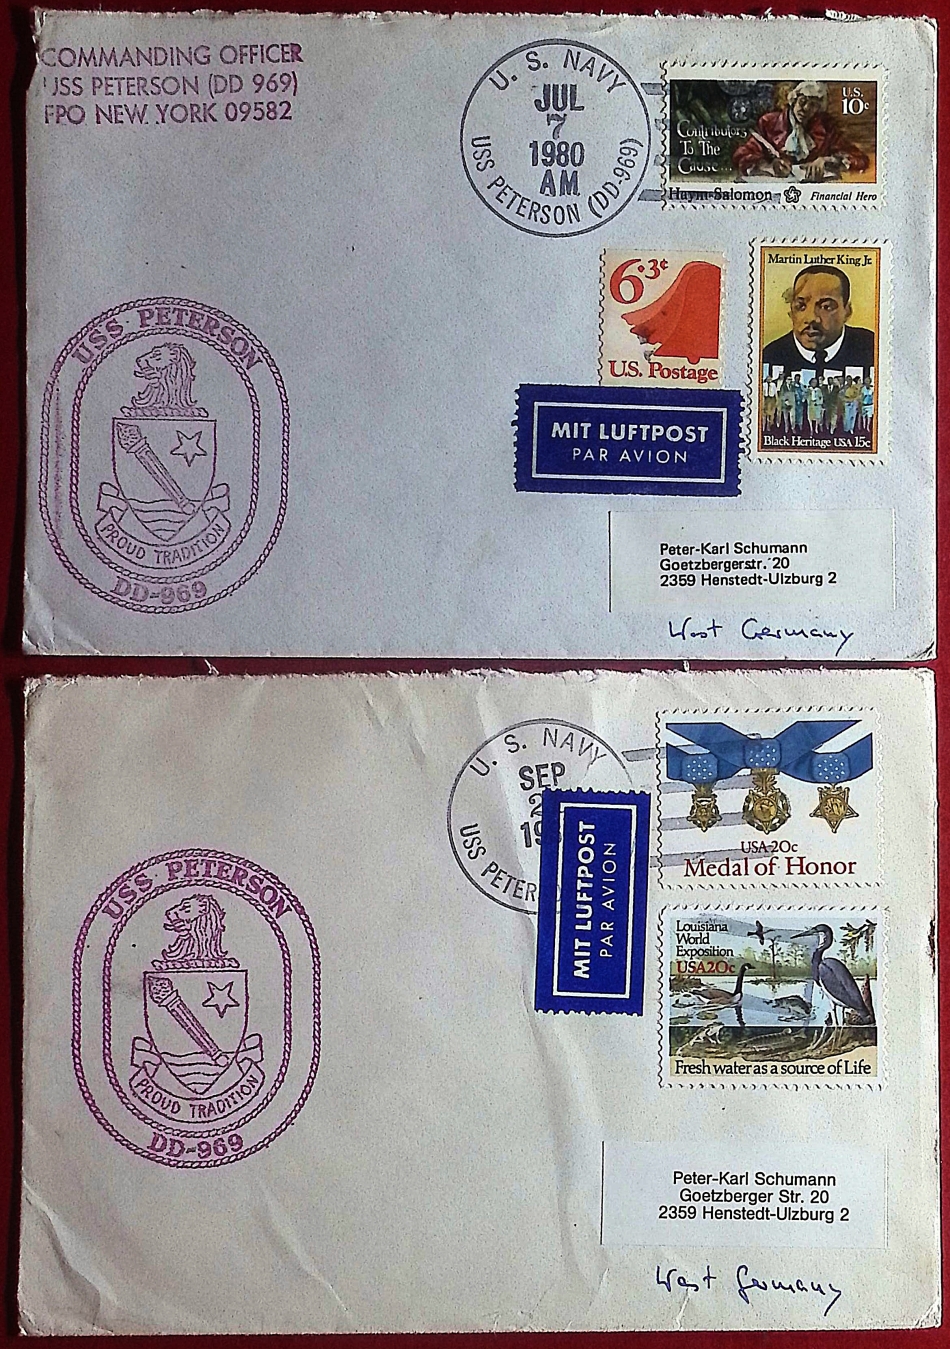 COMMANDING OFFICER
USS PETERSON (DD 969)
FPO NEW YORK 09582
U. S. NAVY
JUL
7
1980
AM
USS PETERSON (DD-969)
U.S.
10c
Contributors
To The
Cause...
Haym Salomon
Financial Hero
6.3¢
U.S. Postage
Martin Luther King Jr.
Black Heritage USA 15c
MIT LUFTPOST
PAR AVION
USS PETERSON
PROUD TRADITION
DD-969
Peter-Karl Schumann
Goetzbergerstr. 20
2359 Henstedt-Ulzburg 2
West Germany
U. S. NAVY
SEP
2
19
USS PETER
USA 20c
Medal of Honor
MIT LUFTPOST
PAR AVION
Louisiana
World
Exposition
USA 20c
Fresh water as a source of Life
USS PETERSON
PROUD TRADITION
DD-969
Peter-Karl Schumann
Goetzberger Str. 20
2359 Henstedt-Ulzburg 2
West Germany